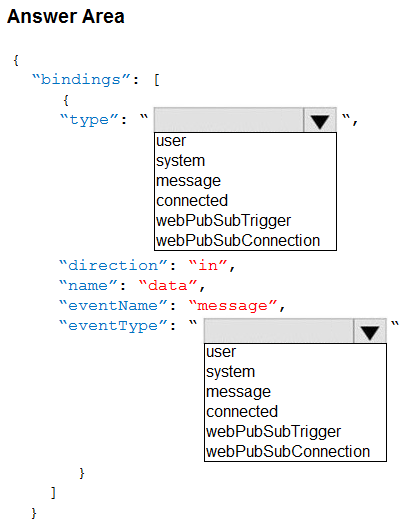 Answer Area
{
“bindings”: [
{
“type”: “ “,
user
system
message
connected
webPubSubTrigger
webPubSubConnection
“direction”: “in”,
“name”: “data”,
“eventName”: “message”,
“eventType”: “ “
user
system
message
connected
webPubSubTrigger
webPubSubConnection
}
]
}